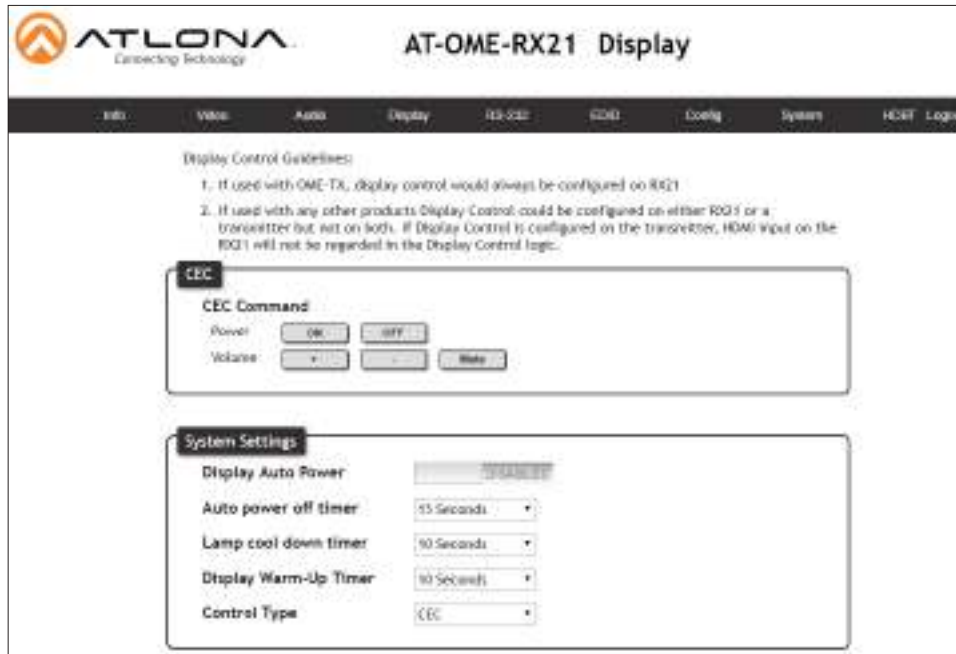 ATLONA
Connecting Technology
AT-OME-RX21 Display
Info Video Audio Display RS-232 EDID Config System HDBT Logo
Display Control Guidelines:
1. If used with OME-TX, display control would always be configured on RX21
2. If used with any other products Display Control could be configured on either RX21 or a
transmitter but not on both. If Display Control is configured on the transmitter, HDMI input on the
RX21 will not be regarded in the Display Control logic.
CEC
CEC Command
Power ON OFF
Volume + - Mute
System Settings
Display Auto Power DISABLED
Auto power off timer 15 Seconds
Lamp cool down timer 10 Seconds
Display Warm-Up Timer 10 Seconds
Control Type CEC